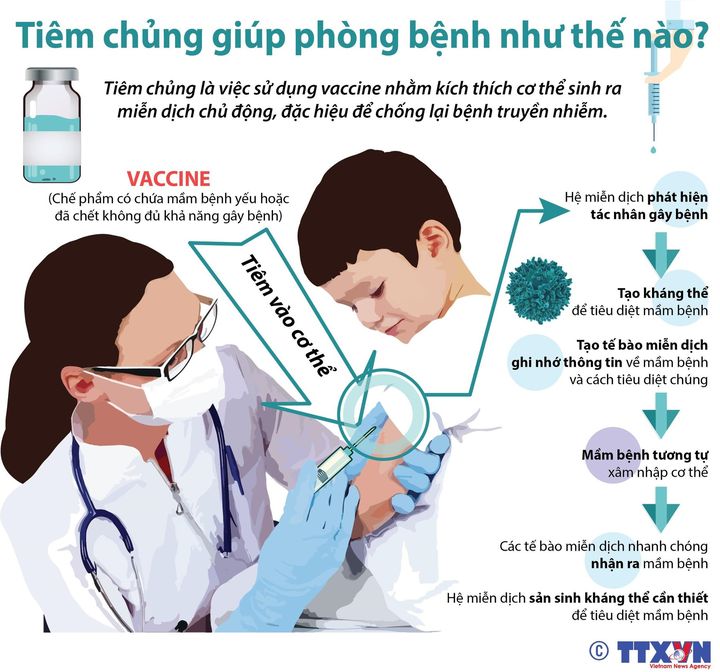 Tiêm chủng giúp phòng bệnh như thế nào?
Tiêm chủng là việc sử dụng vaccine nhằm kích thích cơ thể sinh ra
miễn dịch chủ động, đặc hiệu để chống lại bệnh truyền nhiễm.
VACCINE
(Chế phẩm có chứa mầm bệnh yếu hoặc
đã chết không đủ khả năng gây bệnh)
Tiêm vào cơ thể
Hệ miễn dịch phát hiện
tác nhân gây bệnh
Tạo kháng thể
để tiêu diệt mầm bệnh
Tạo tế bào miễn dịch
ghi nhớ thông tin về mầm bệnh
và cách tiêu diệt chúng
Mầm bệnh tương tự
xâm nhập cơ thể
Các tế bào miễn dịch nhanh chóng
nhận ra mầm bệnh
Hệ miễn dịch sản sinh kháng thể cần thiết
để tiêu diệt mầm bệnh
© TTXVN
Vietnam News Agency